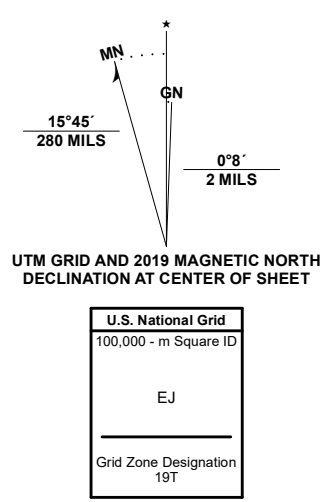 ★
MN
GN
15°45´
280 MILS
0°8´
2 MILS
UTM GRID AND 2019 MAGNETIC NORTH
DECLINATION AT CENTER OF SHEET
U.S. National Grid
100,000 - m Square ID
EJ
Grid Zone Designation
19T